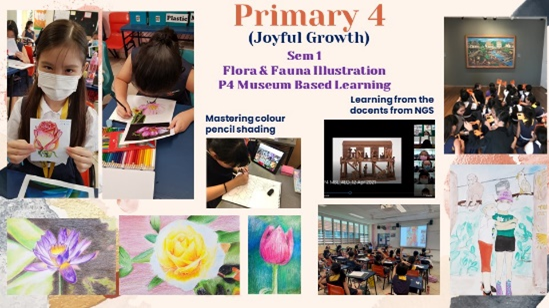 Primary 4
(Joyful Growth)
Sem 1
Flora & Fauna Illustration
P4 Museum Based Learning
Mastering colour
pencil shading
Learning from the
docents from NGS
Plastic